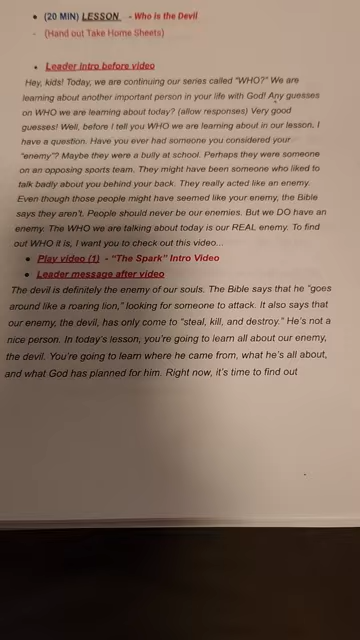 (20 MIN) LESSON - Who is the Devil
(Hand out Take Home Sheets)
Leader Intro before video
Hey, kids! Today, we are continuing our series called "WHO?" We are
learning about another important person in your life with God! Any guesses
on WHO we are learning about today? (allow responses) Very good
guesses! Well, before I tell you WHO we are learning about in our lesson, I
have a question. Have you ever had someone you considered your
"enemy"? Maybe they were a bully at school. Perhaps they were someone
on an opposing sports team. They might have been someone who liked to
talk badly about you behind your back. They really acted like an enemy.
Even though those people might have seemed like your enemy, the Bible
says they aren't. People should never be our enemies. But we DO have an
enemy. The WHO we are talking about today is our REAL enemy. To find
out WHO it is, I want you to check out this video...
Play video (1) - "The Spark" Intro Video
Leader message after video
The devil is definitely the enemy of our souls. The Bible says that he "goes
around like a roaring lion," looking for someone to attack. It also says that
our enemy, the devil, has only come to "steal, kill, and destroy." He's not a
nice person. In today's lesson, you're going to learn all about our enemy,
the devil. You're going to learn where he came from, what he's all about,
and what God has planned for him. Right now, it's time to find out